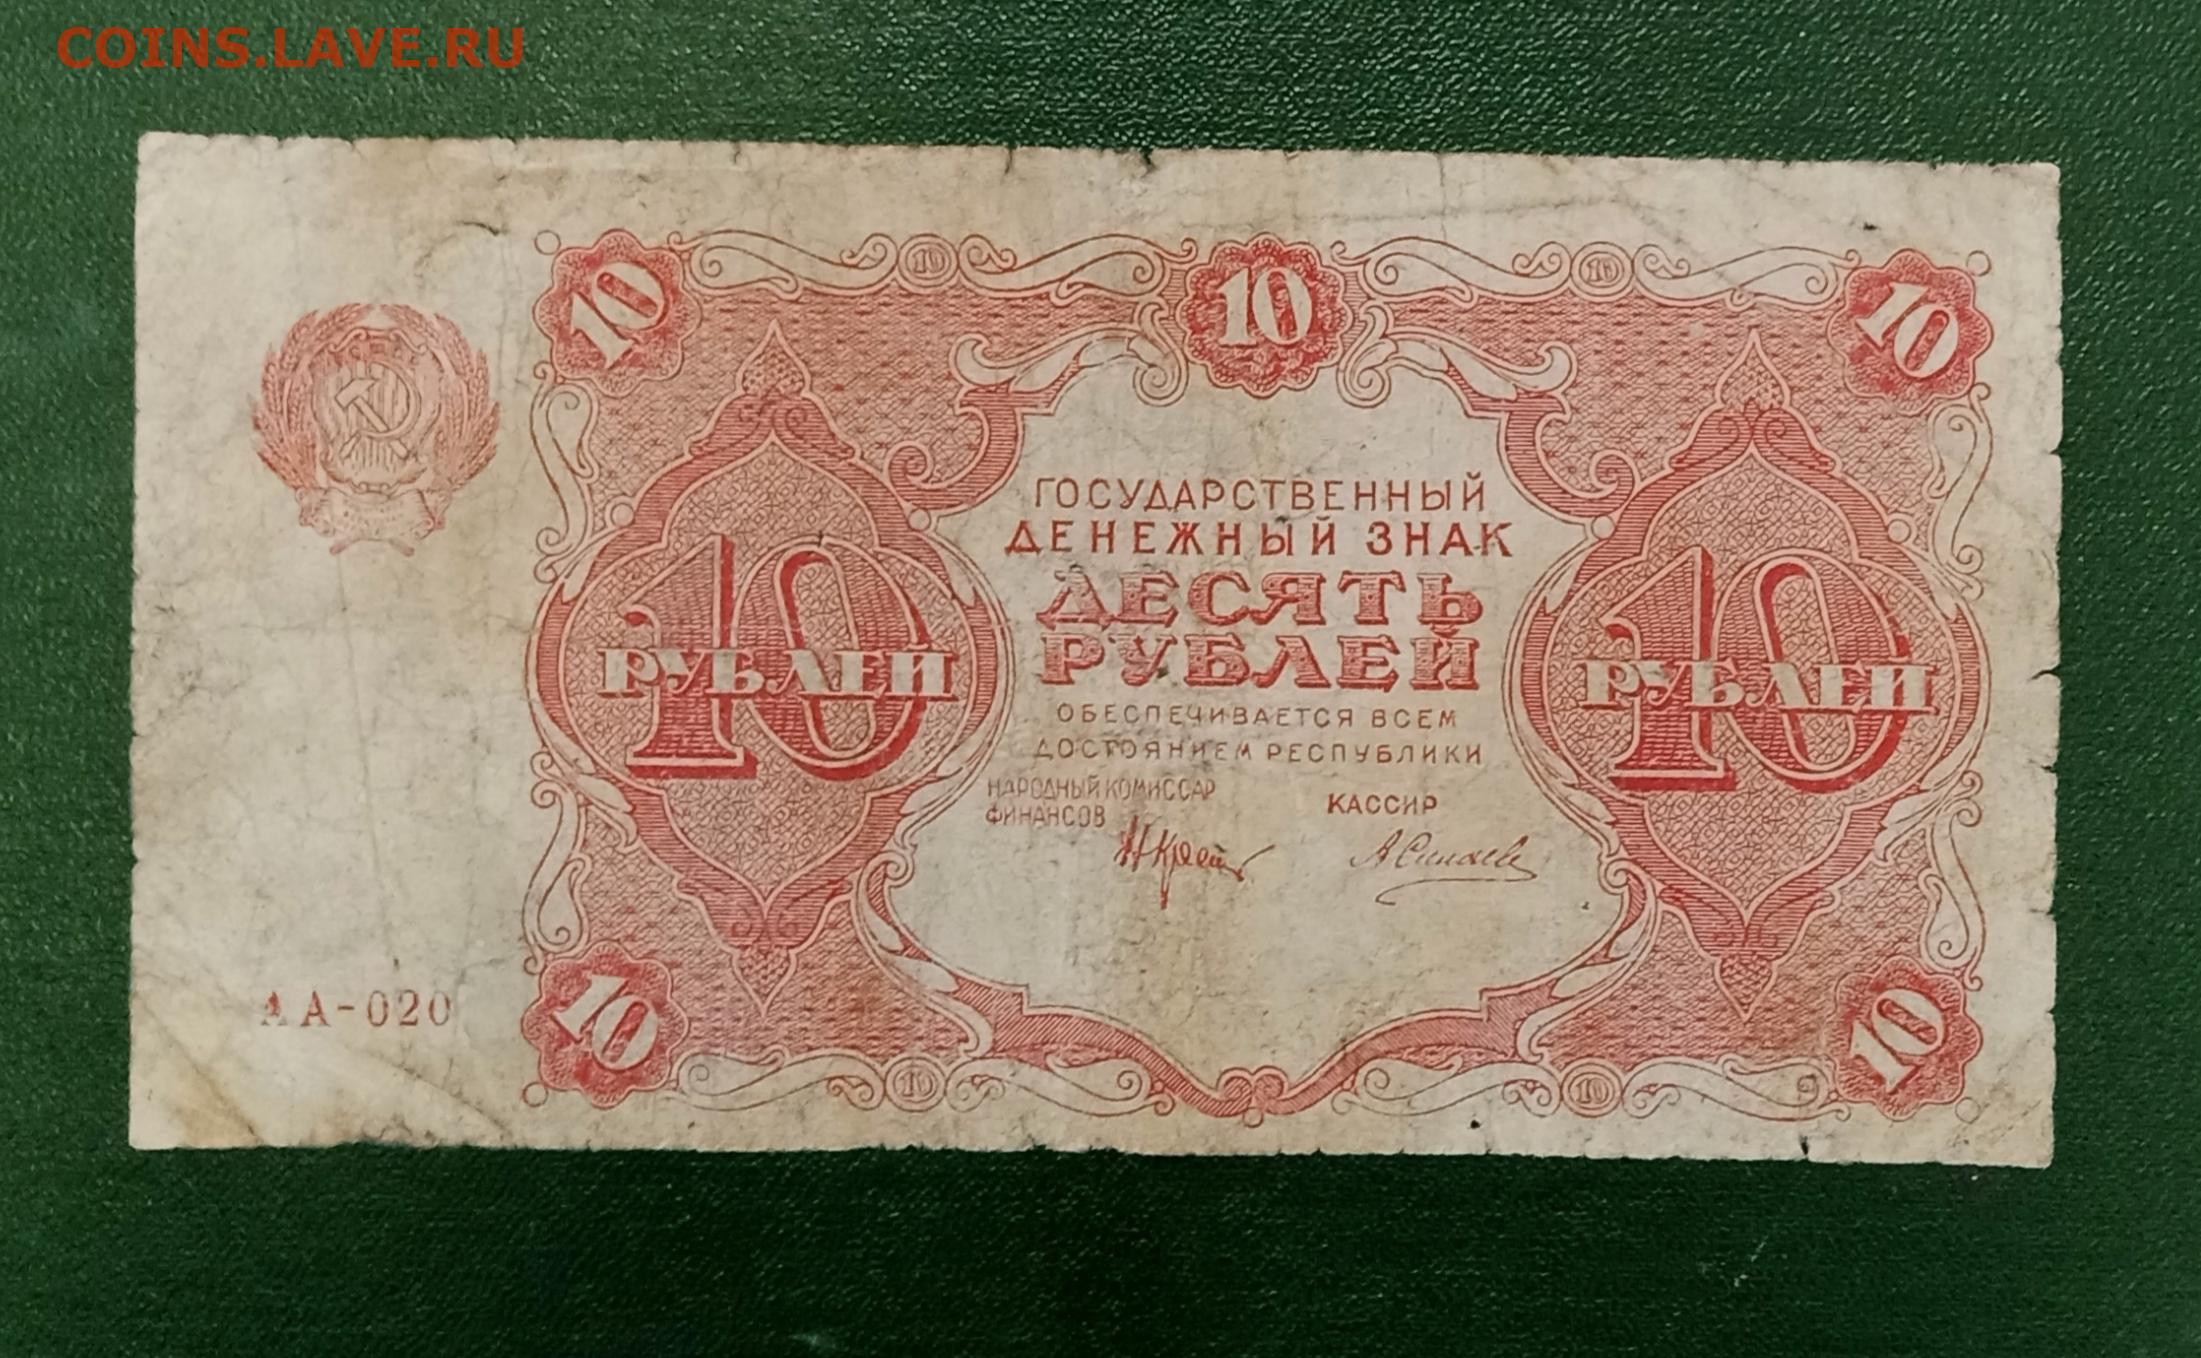 COINS.LAVE.RU
10 10 10 10 10
ГОСУДАРСТВЕННЫЙ
ДЕНЕЖНЫЙ ЗНАК
ДЕСЯТЬ
РУБЛЕЙ
10 РУБЛЕЙ
10 РУБЛЕЙ
ОБЕСПЕЧИВАЕТСЯ ВСЕМ
ДОСТОЯНИЕМ РЕСПУБЛИКИ
НАРОДНЫЙ КОМИССАР
ФИНАНСОВ
КАССИР
АА-020
10 10 10 10